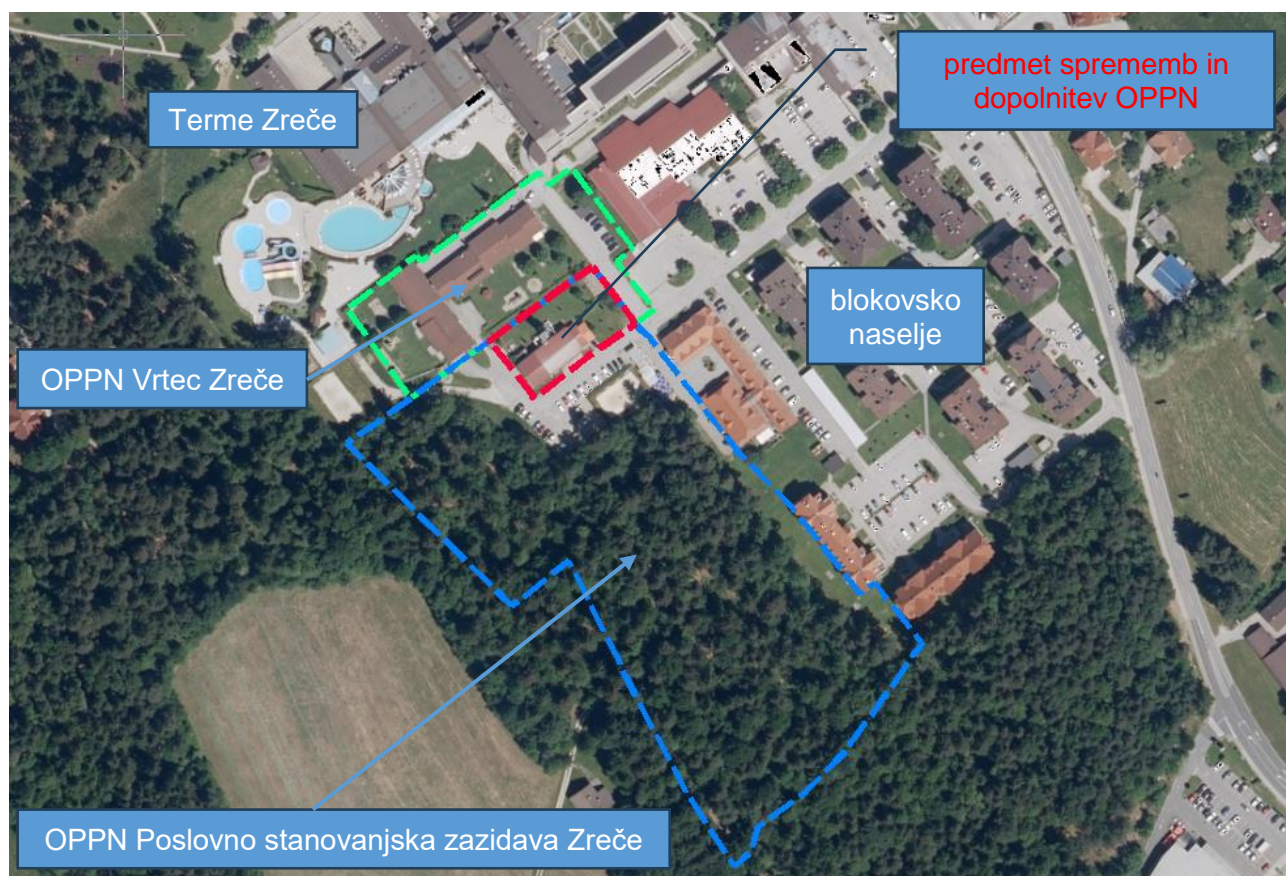 predmet sprememb in
dopolnitev OPPN
Terme Zreče
blokovsko
naselje
OPPN Vrtec Zreče
OPPN Poslovno stanovanjska zazidava Zreče